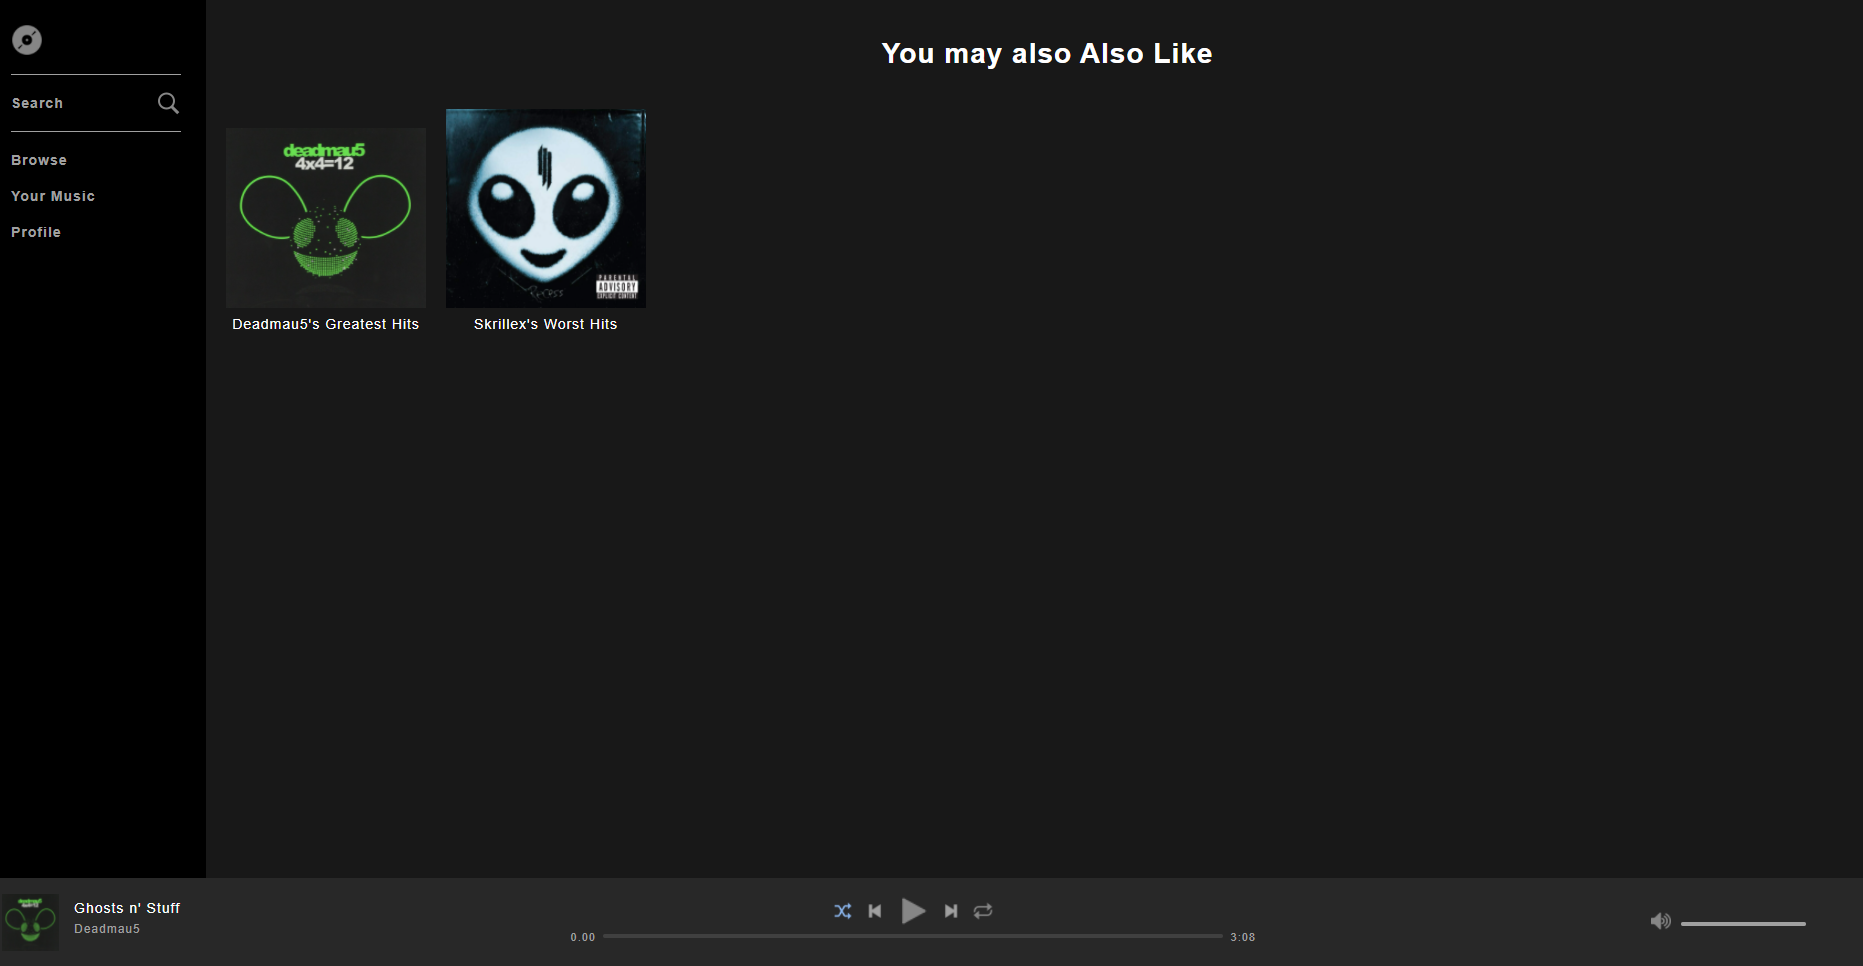 You may also Also Like
Search
Browse
Your Music
Profile
deadmau5
4x4=12
PARENTAL
ADVISORY
EXPLICIT CONTENT
Deadmau5's Greatest Hits
Skrillex's Worst Hits
Ghosts n' Stuff
Deadmau5
0.00
3:08